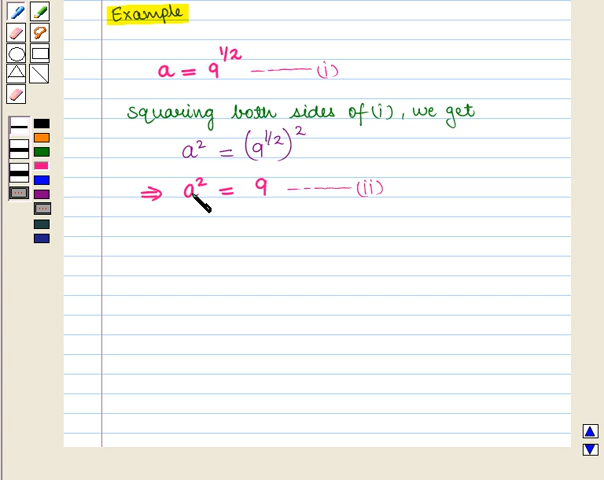 Example
a = 9^{1/2} ——— (i)
Squaring both sides of (i), we get
a² = (9^{1/2})²
⇒ a² = 9 ——— (ii)